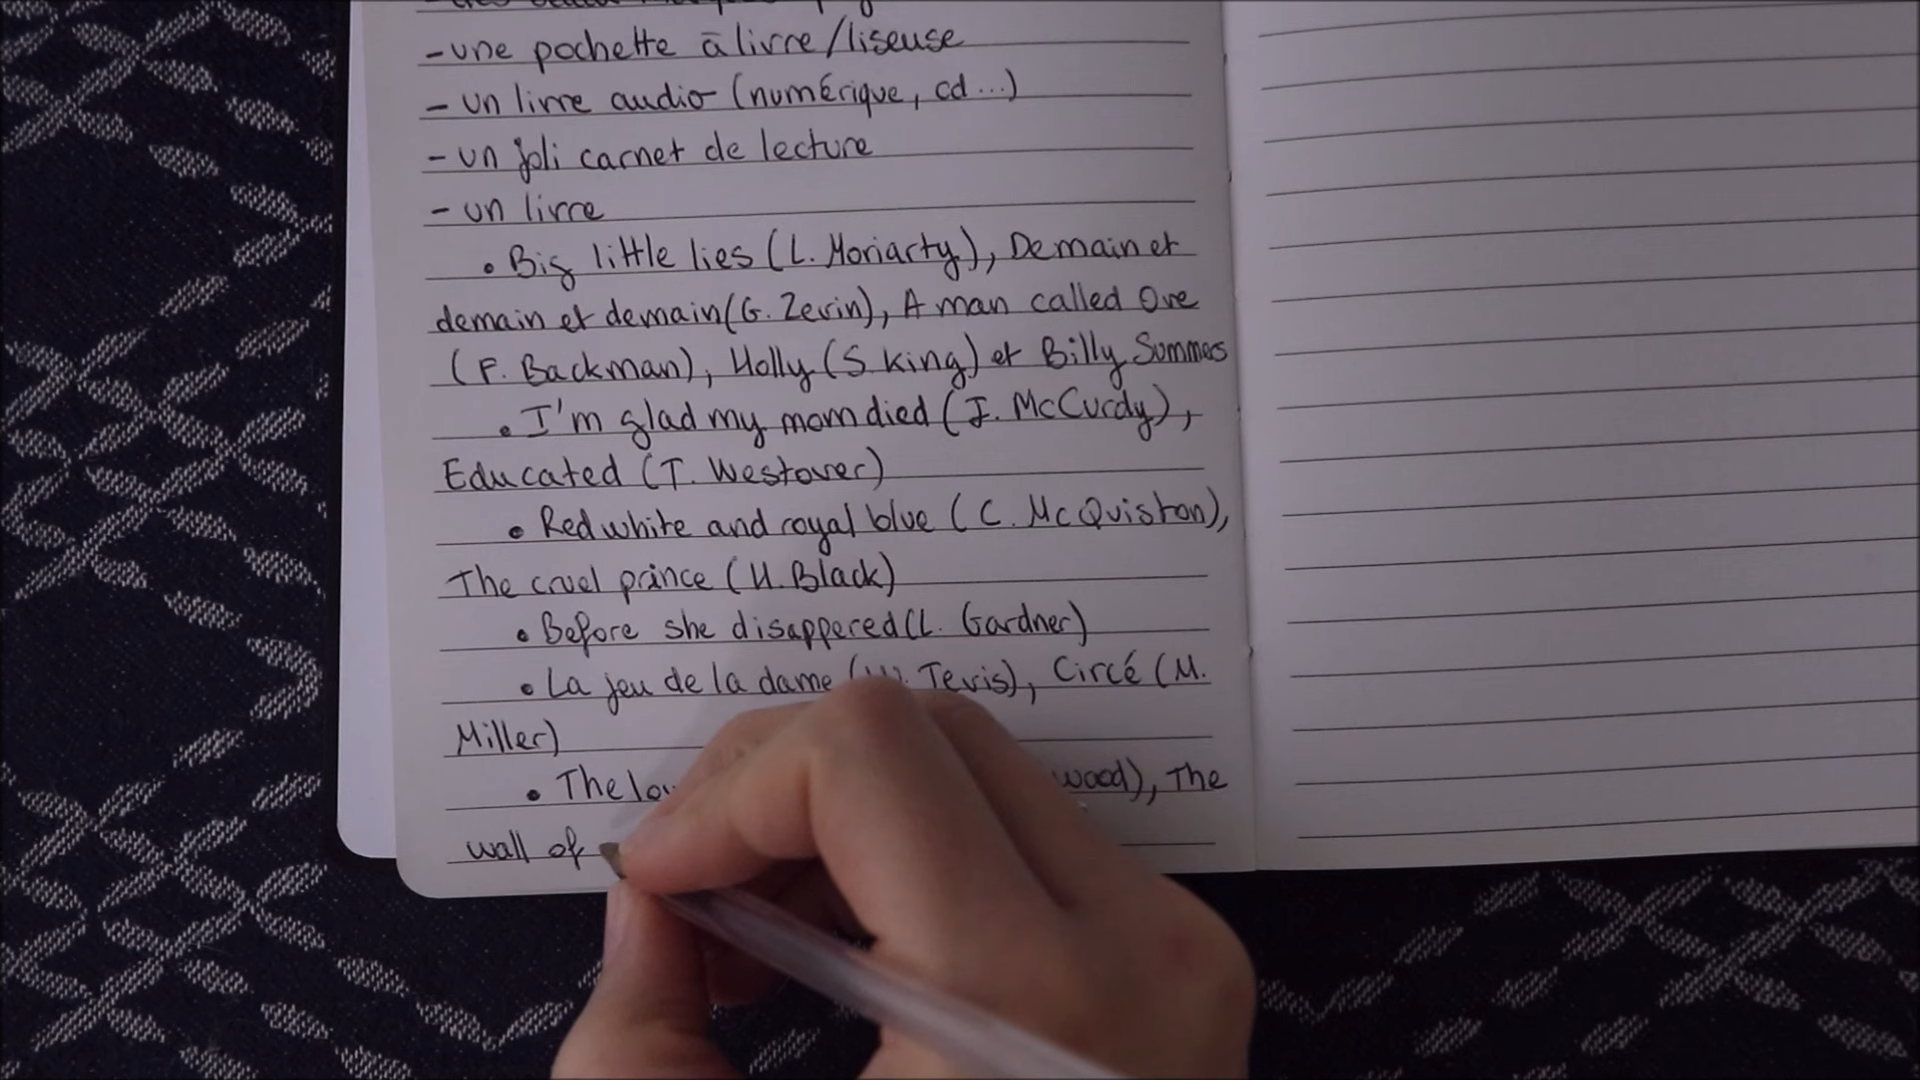 - une pochette à livre/liseuse
- un livre audio (numérique, cd...)
- un joli carnet de lecture
- un livre
• Big little lies (L. Moriarty), Demain et
demain et demain (G. Zevin), A man called Ove
(F. Backman), Holly (S. King) et Billy Summers
• I'm glad my mom died (J. McCurdy),
Educated (T. Westover)
• Red white and royal blue (C. McQuiston),
The cruel prince (H. Black)
• Before she disappered (L. Gardner)
• La jeu de la dame (W. Tevis), Circé (M.
Miller)
• The wood), The
wall of